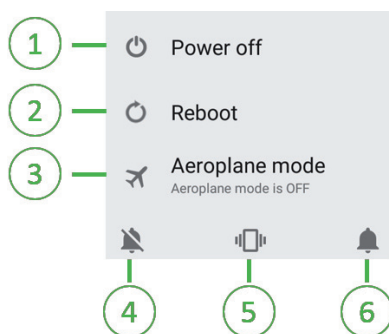 1 Power off
2 Reboot
3 Aeroplane mode
Aeroplane mode is OFF
4 5 6